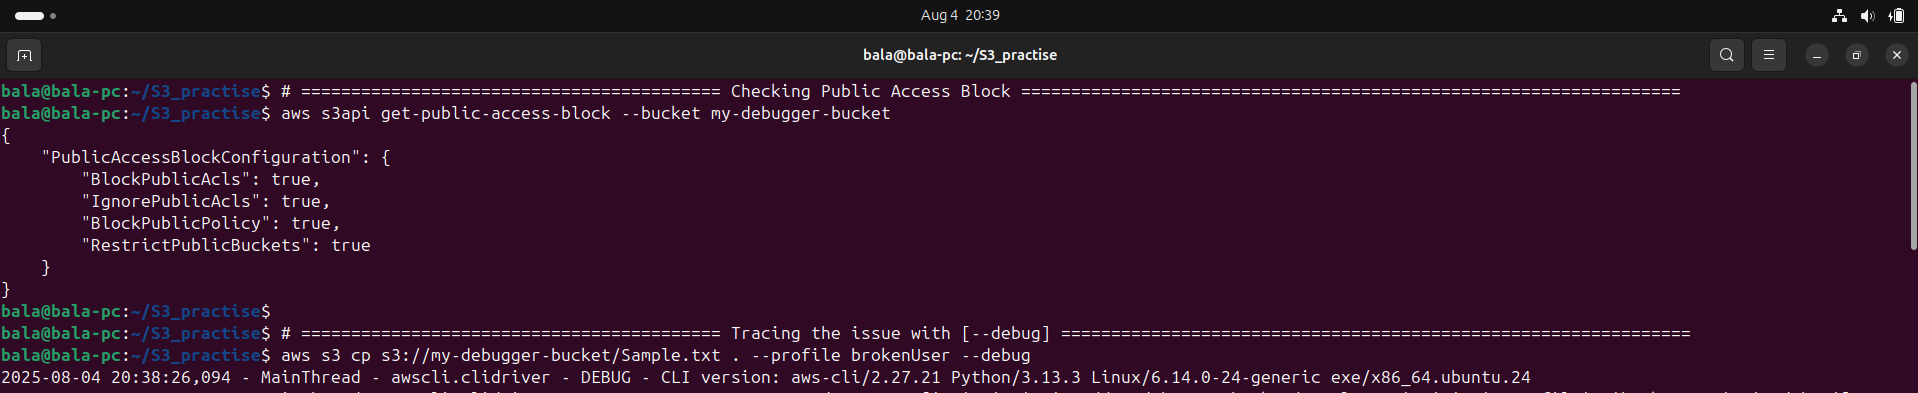 Aug 4 20:39
bala@bala-pc: ~/S3_practise
bala@bala-pc:~/S3_practise$ # ========================================== Checking Public Access Block ==================================================================
bala@bala-pc:~/S3_practise$ aws s3api get-public-access-block --bucket my-debugger-bucket
{
    "PublicAccessBlockConfiguration": {
        "BlockPublicAcls": true,
        "IgnorePublicAcls": true,
        "BlockPublicPolicy": true,
        "RestrictPublicBuckets": true
    }
}
bala@bala-pc:~/S3_practise$
bala@bala-pc:~/S3_practise$ # ========================================== Tracing the issue with [--debug] ===============================================================
bala@bala-pc:~/S3_practise$ aws s3 cp s3://my-debugger-bucket/Sample.txt . --profile brokenUser --debug
2025-08-04 20:38:26,094 - MainThread - awscli.clidriver - DEBUG - CLI version: aws-cli/2.27.21 Python/3.13.3 Linux/6.14.0-24-generic exe/x86_64.ubuntu.24